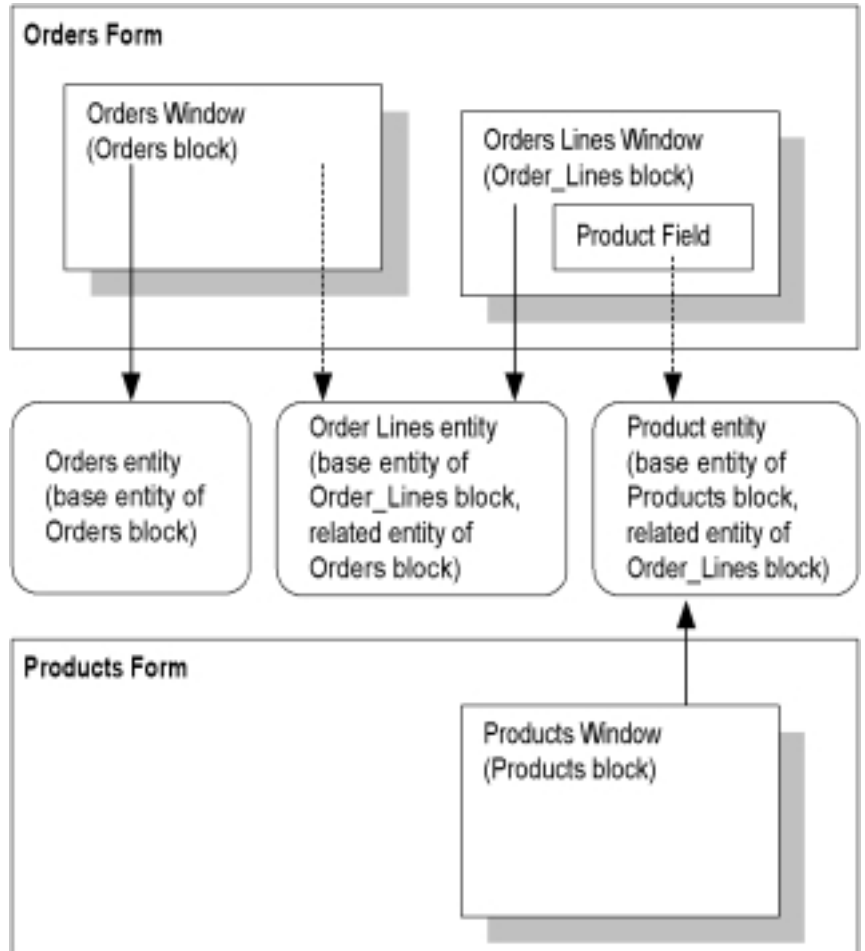 Orders Form
Orders Window
(Orders block)
Orders Lines Window
(Order_Lines block)
Product Field
Orders entity
(base entity of
Orders block)
Order Lines entity
(base entity of
Order_Lines block,
related entity of
Orders block)
Product entity
(base entity of
Products block,
related entity of
Order_Lines block)
Products Form
Products Window
(Products block)